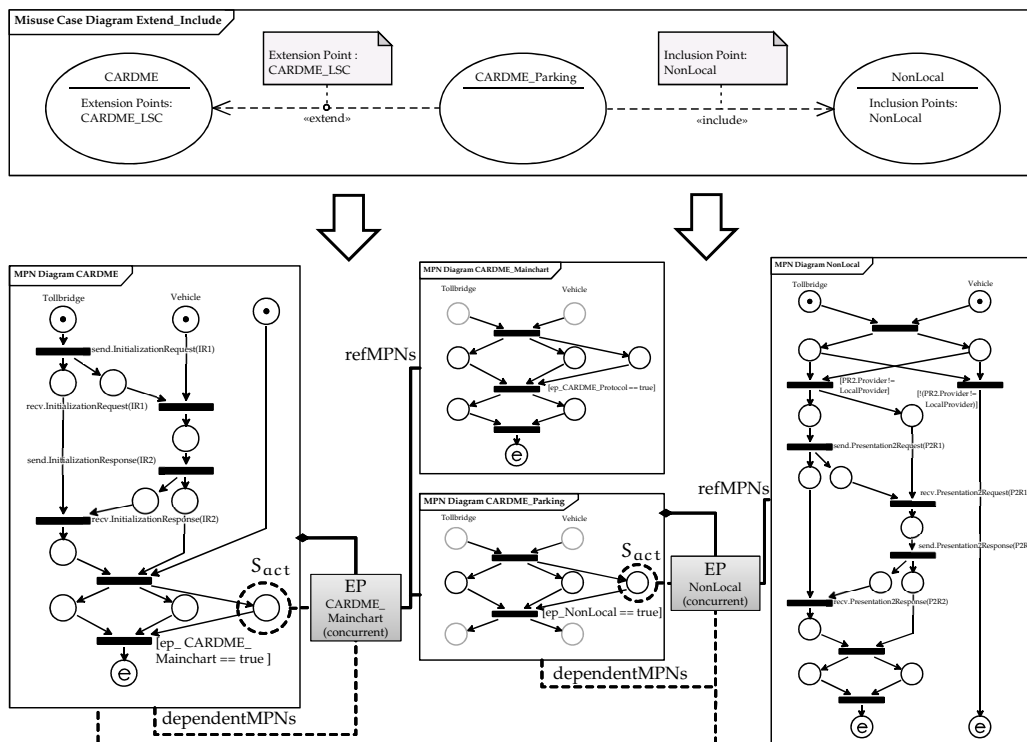 Misuse Case Diagram Extend_Include
CARDME
Extension Points:
CARDME_LSC
Extension Point :
CARDME_LSC
«extend»
CARDME_Parking
Inclusion Point:
NonLocal
«include»
NonLocal
Inclusion Points:
NonLocal
MPN Diagram CARDME
Tollbridge
Vehicle
send.InitializationRequest(IR1)
recv.InitializationRequest(IR1)
send.InitializationResponse(IR2)
recv.InitializationResponse(IR2)
Sact
[ep_ CARDME_
Mainchart == true ]
e
dependentMPNs
EP
CARDME_
Mainchart
(concurrent)
refMPNs
MPN Diagram CARDME_Mainchart
Tollbridge
Vehicle
[ep_CARDME_Protocol == true]
e
MPN Diagram CARDME_Parking
Tollbridge
Vehicle
Sact
[ep_NonLocal == true]
dependentMPNs
EP
NonLocal
(concurrent)
refMPNs
MPN Diagram NonLocal
Tollbridge
Vehicle
[PR2.Provider !=
LocalProvider]
[!(PR2.Provider !=
LocalProvider)]
send.Presentation2Request(P2R1)
recv.Presentation2Request(P2R1
send.Presentation2Response(P2R
recv.Presentation2Response(P2R2)
e
e